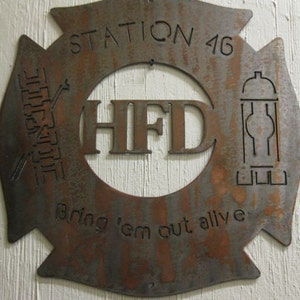 STATION 46
HFD
Bring 'em out alive